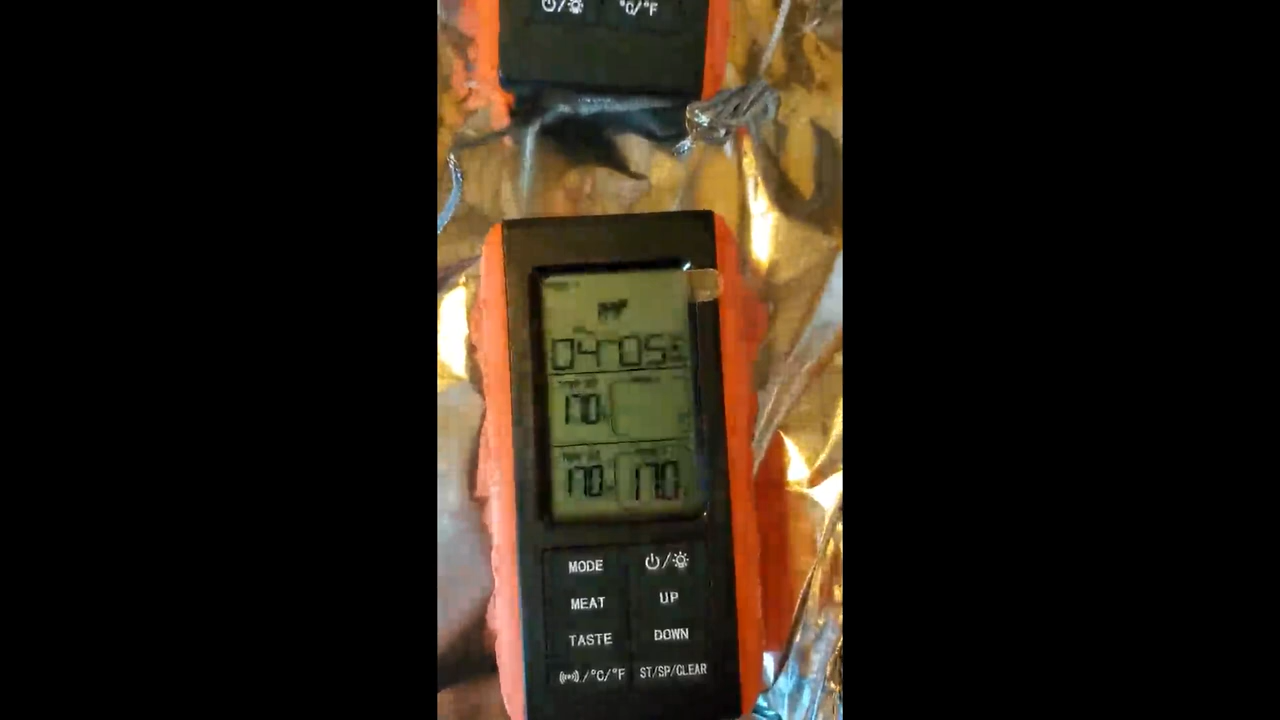 ⏻/☼ °C/°F
04:05
170
170 170
MODE ⏻/☼
MEAT UP
TASTE DOWN
((•))/°C/°F ST/SP/CLEAR